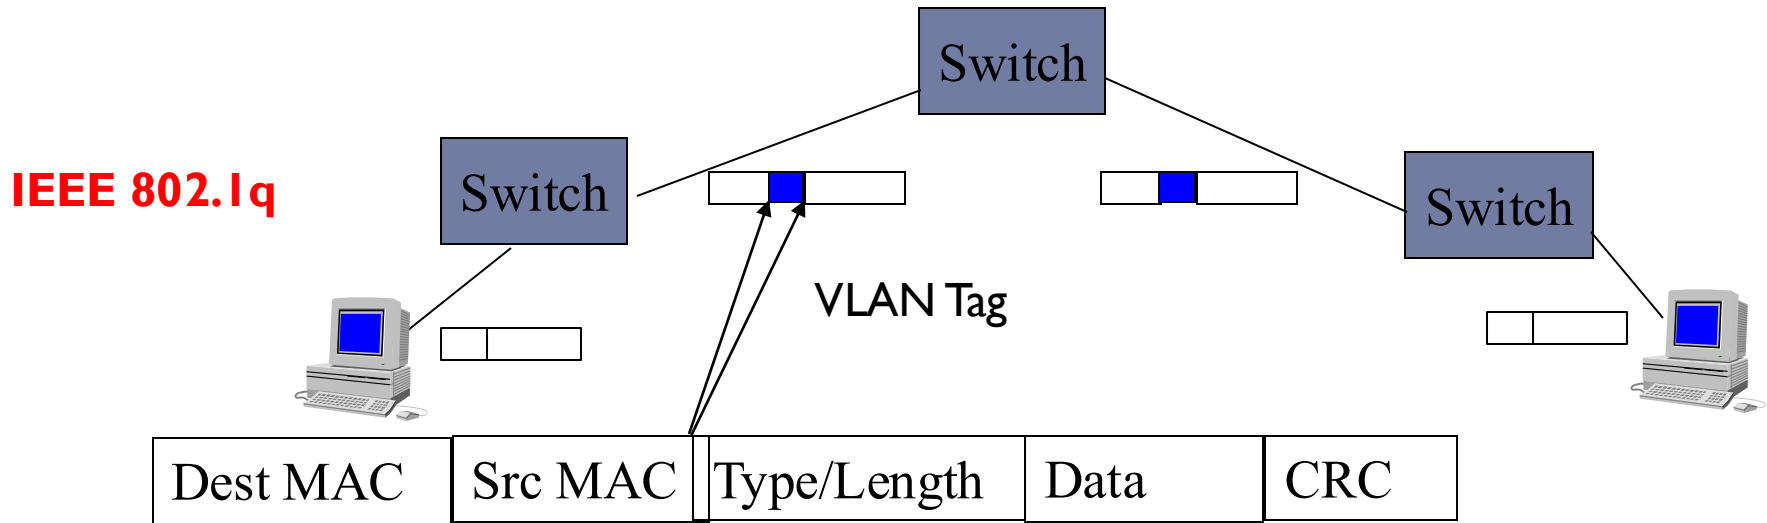 Switch
IEEE 802.1q
Switch
Switch
VLAN Tag
Dest MAC Src MAC Type/Length Data CRC